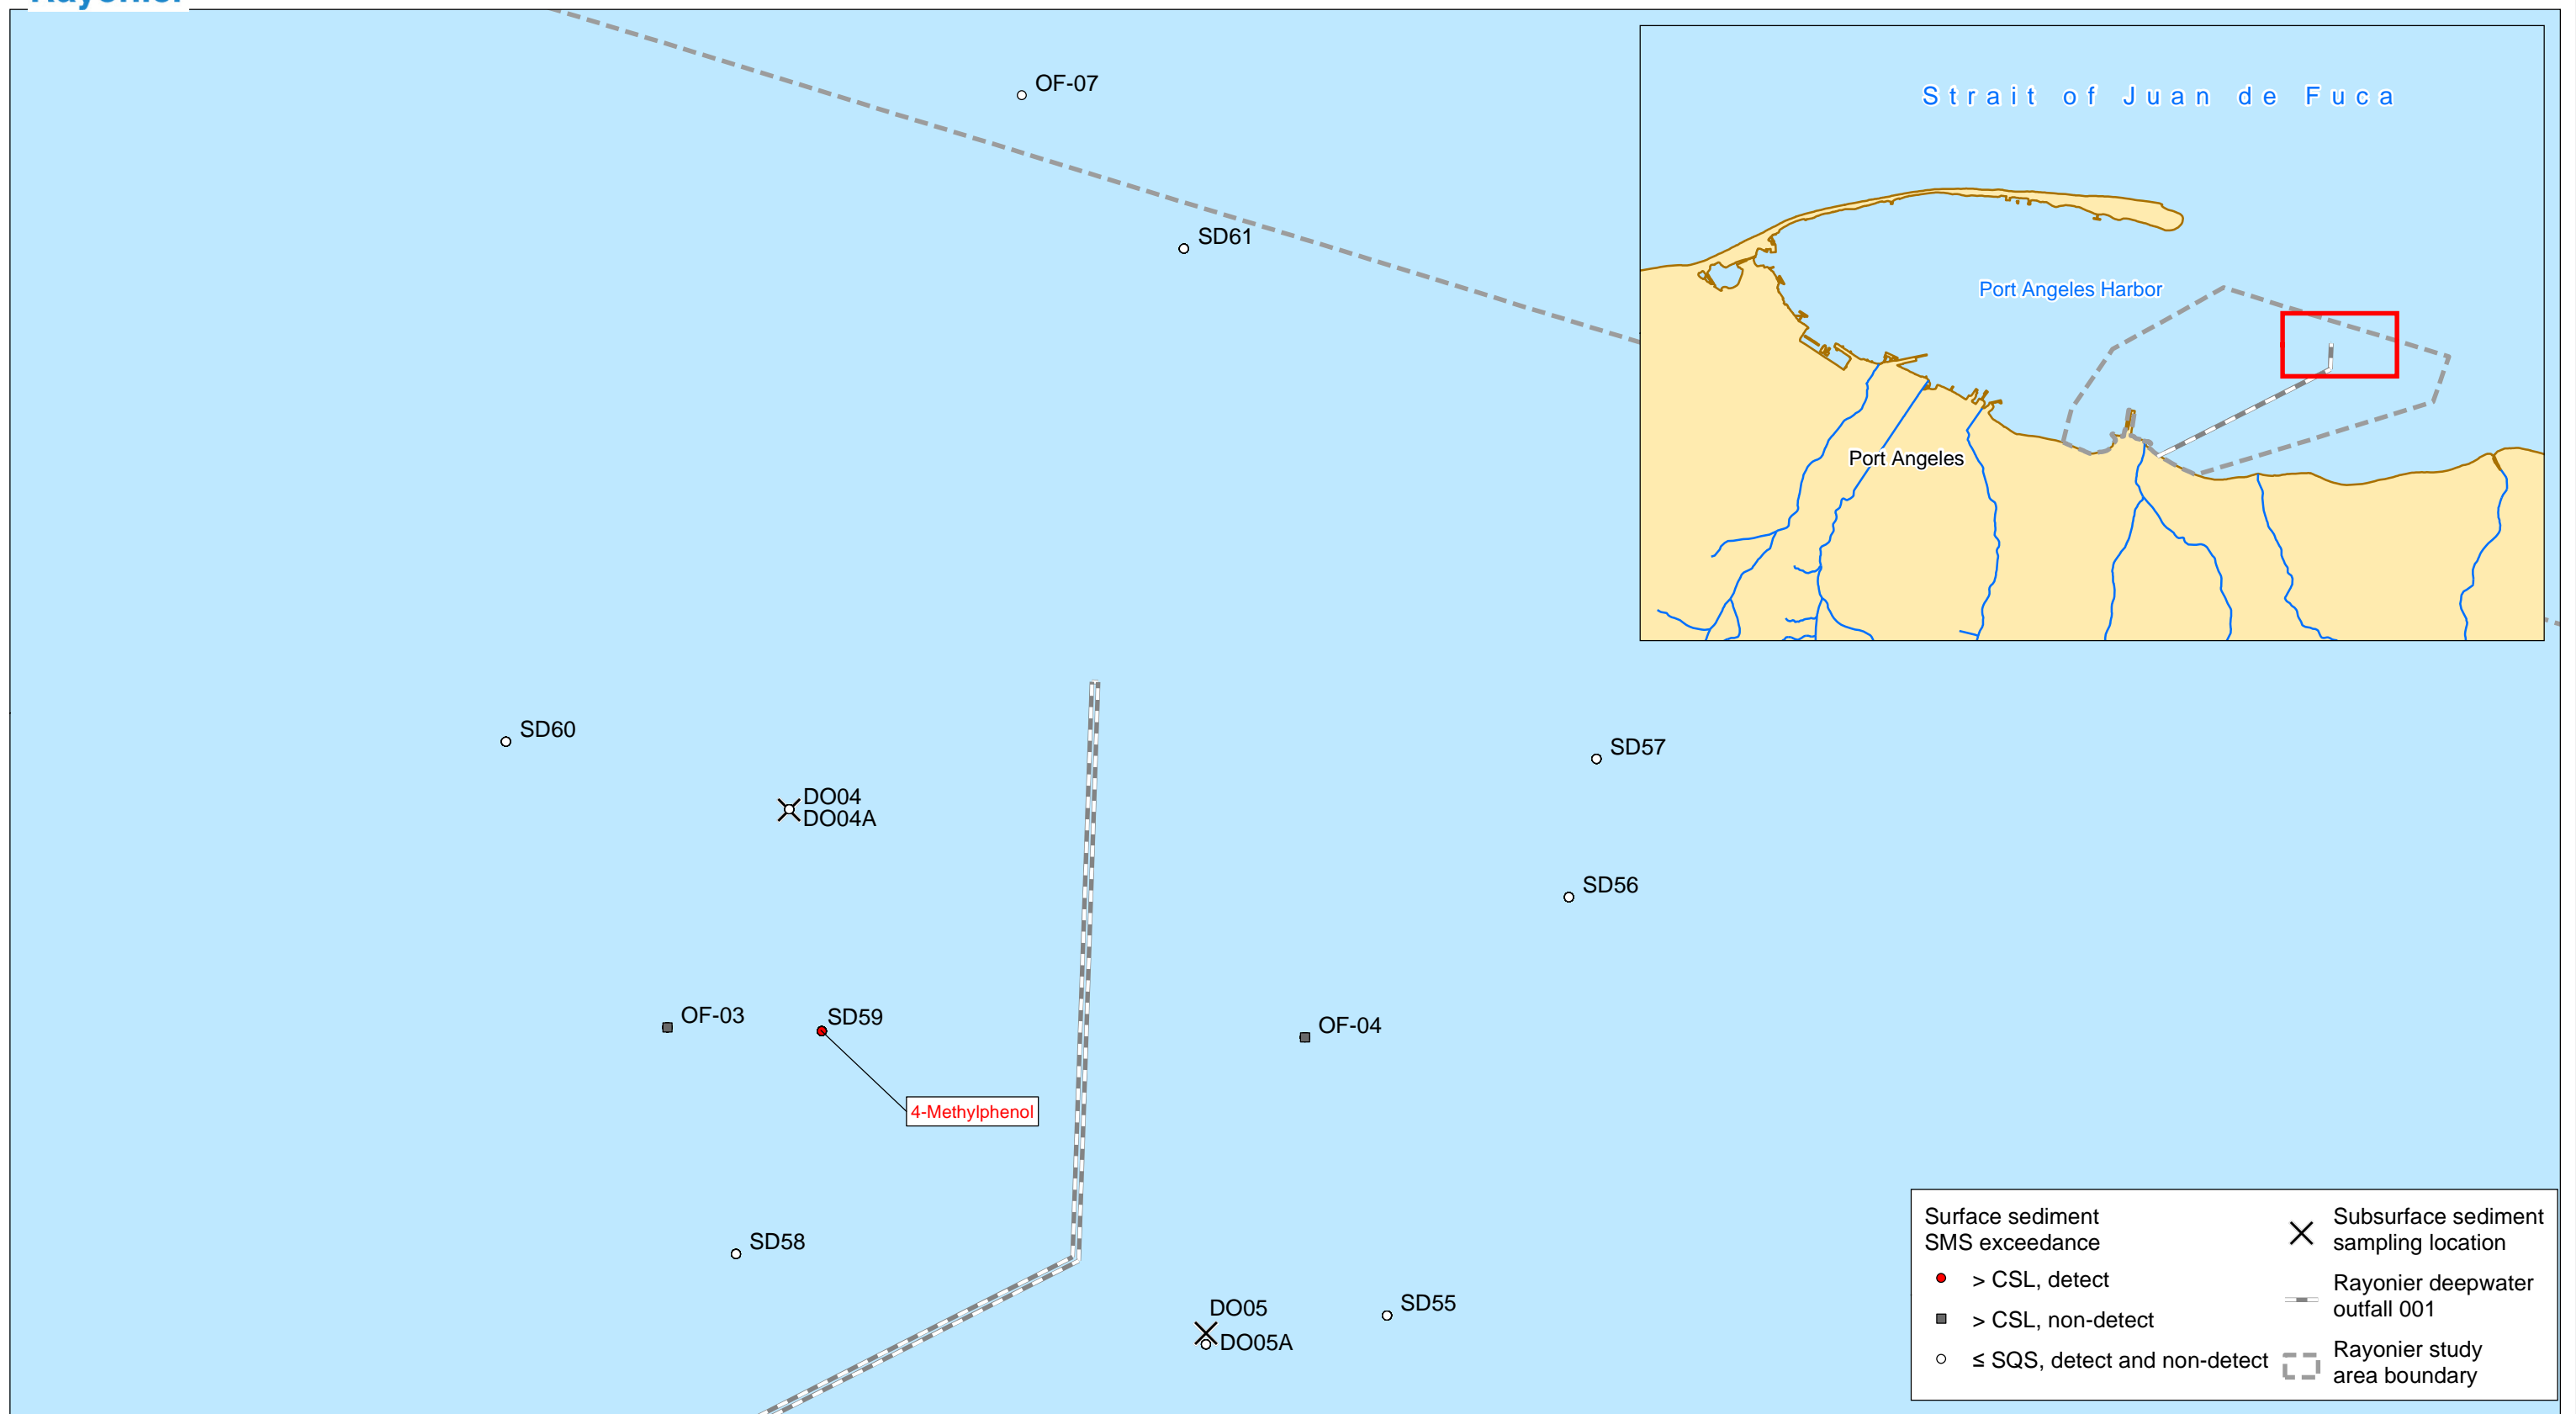 Rayonier
OF-07
SD61
Strait of Juan de Fuca
Port Angeles Harbor
Port Angeles
SD60
DO04
DO04A
SD57
SD56
OF-03
SD59
OF-04
4-Methylphenol
SD58
DO05
DO05A
SD55
Surface sediment
SMS exceedance
> CSL, detect
> CSL, non-detect
≤ SQS, detect and non-detect
Subsurface sediment
sampling location
Rayonier deepwater
outfall 001
Rayonier study
area boundary